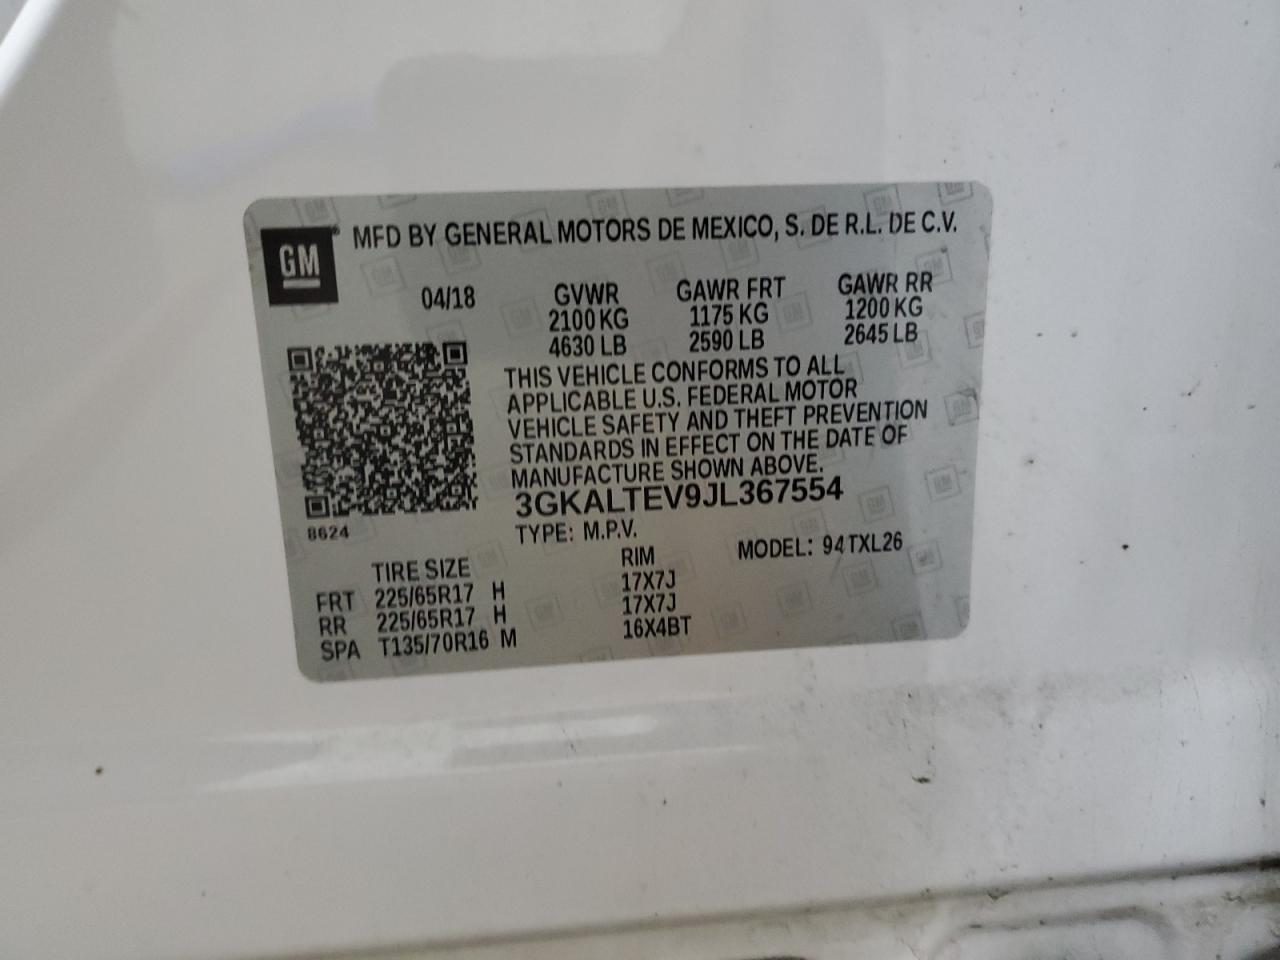 GM
MFD BY GENERAL MOTORS DE MEXICO, S. DE R.L. DE C.V.
04/18 GVWR GAWR FRT GAWR RR
2100 KG 1175 KG 1200 KG
4630 LB 2590 LB 2645 LB
THIS VEHICLE CONFORMS TO ALL
APPLICABLE U.S. FEDERAL MOTOR
VEHICLE SAFETY AND THEFT PREVENTION
STANDARDS IN EFFECT ON THE DATE OF
MANUFACTURE SHOWN ABOVE.
3GKALTEV9JL367554
8624
TYPE: M.P.V. MODEL: 94TXL26
TIRE SIZE RIM
FRT 225/65R17 H 17X7J
RR 225/65R17 H 17X7J
SPA T135/70R16 M 16X4BT